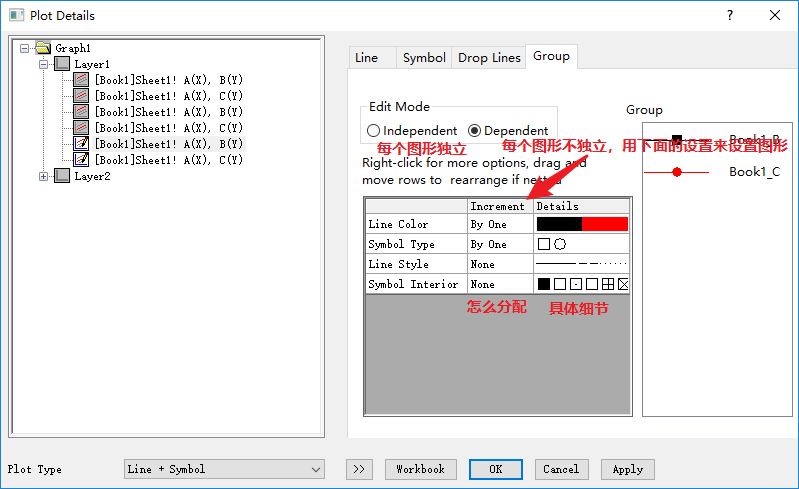 Plot Details
Graph1
Layer1
[Book1]Sheet1! A(X), B(Y)
[Book1]Sheet1! A(X), C(Y)
[Book1]Sheet1! A(X), B(Y)
[Book1]Sheet1! A(X), C(Y)
[Book1]Sheet1! A(X), B(Y)
[Book1]Sheet1! A(X), C(Y)
Layer2
Line Symbol Drop Lines Group
Edit Mode
Independent Dependent
每个图形独立
每个图形不独立，用下面的设置来设置图形
Right-click for more options, drag and
move rows to rearrange if nested
Increment Details
Line Color By One
Symbol Type By One
Line Style None
Symbol Interior None
怎么分配 具体细节
Group
Book1_B
Book1_C
Plot Type Line + Symbol >> Workbook OK Cancel Apply